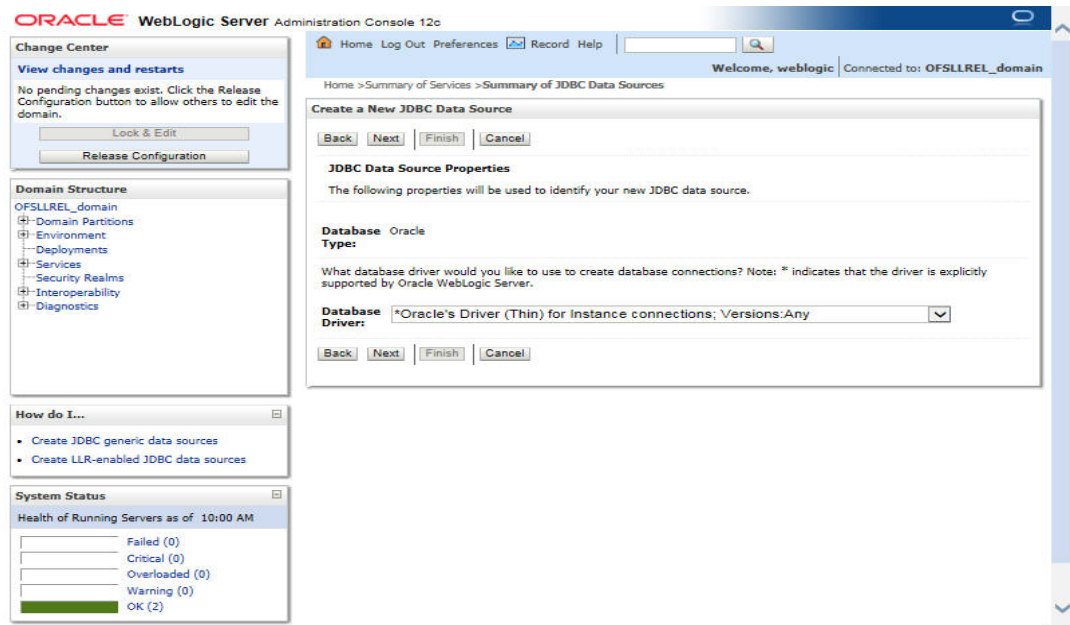 ORACLE WebLogic Server Administration Console 12c
Change Center
View changes and restarts
No pending changes exist. Click the Release
Configuration button to allow others to edit the
domain.
Lock & Edit
Release Configuration
Domain Structure
OFSLLREL_domain
Domain Partitions
Environment
Deployments
Services
Security Realms
Interoperability
Diagnostics
How do I...
Create JDBC generic data sources
Create LLR-enabled JDBC data sources
System Status
Health of Running Servers as of 10:00 AM
Failed (0)
Critical (0)
Overloaded (0)
Warning (0)
OK (2)
Home Log Out Preferences Record Help
Welcome, weblogic Connected to: OFSLLREL_domain
Home >Summary of Services >Summary of JDBC Data Sources
Create a New JDBC Data Source
Back Next Finish Cancel
JDBC Data Source Properties
The following properties will be used to identify your new JDBC data source.
Database Oracle
Type:
What database driver would you like to use to create database connections? Note: * indicates that the driver is explicitly
supported by Oracle WebLogic Server.
Database *Oracle's Driver (Thin) for Instance connections; Versions:Any
Driver:
Back Next Finish Cancel